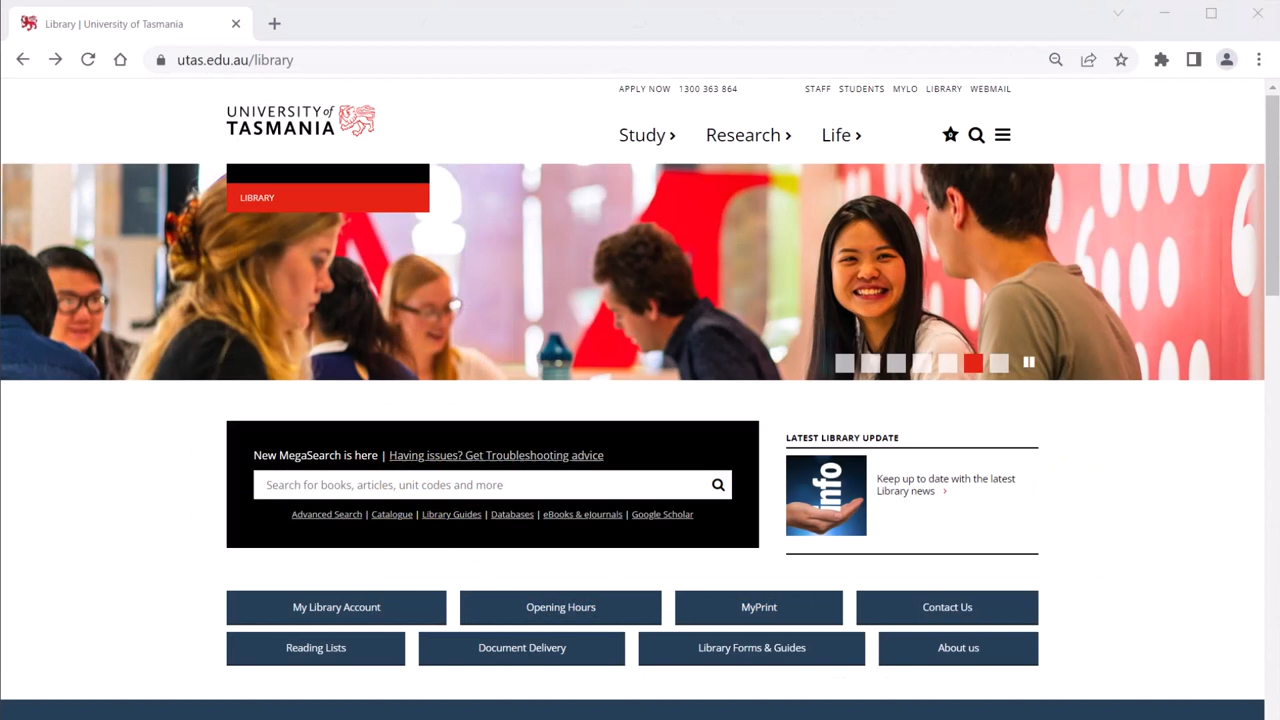 Library | University of Tasmania
utas.edu.au/library
APPLY NOW 1300 363 864 STAFF STUDENTS MYLO LIBRARY WEBMAIL
UNIVERSITY of
TASMANIA
Study Research Life
LIBRARY
New MegaSearch is here | Having issues? Get Troubleshooting advice
Search for books, articles, unit codes and more
Advanced Search | Catalogue | Library Guides | Databases | eBooks & eJournals | Google Scholar
LATEST LIBRARY UPDATE
info
Keep up to date with the latest
Library news
My Library Account Opening Hours MyPrint Contact Us
Reading Lists Document Delivery Library Forms & Guides About us